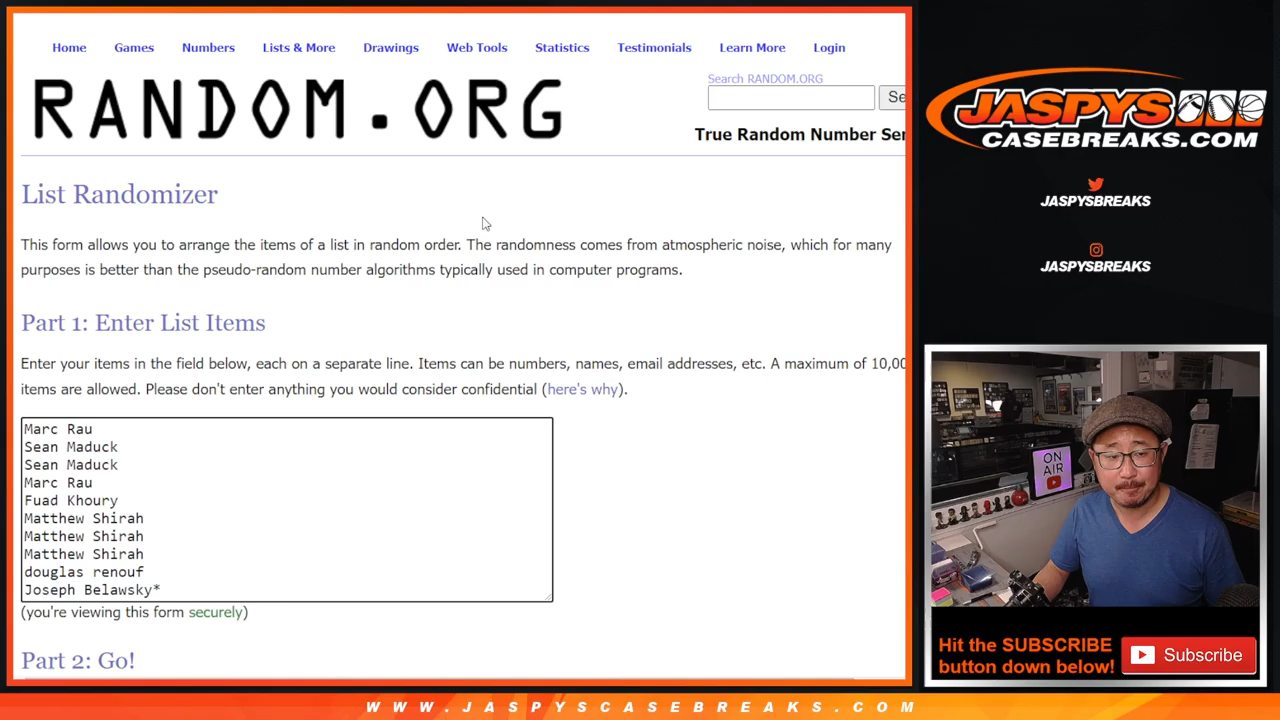 Home Games Numbers Lists & More Drawings Web Tools Statistics Testimonials Learn More Login
RANDOM.ORG
Search RANDOM.ORG
Se
True Random Number Ser
List Randomizer
This form allows you to arrange the items of a list in random order. The randomness comes from atmospheric noise, which for many
purposes is better than the pseudo-random number algorithms typically used in computer programs.
Part 1: Enter List Items
Enter your items in the field below, each on a separate line. Items can be numbers, names, email addresses, etc. A maximum of 10,00
items are allowed. Please don't enter anything you would consider confidential (here's why).
Marc Rau
Sean Maduck
Sean Maduck
Marc Rau
Fuad Khoury
Matthew Shirah
Matthew Shirah
Matthew Shirah
douglas renouf
Joseph Belawsky*
(you're viewing this form securely)
Part 2: Go!
JASPYS
CASEBREAKS.COM
JASPYSBREAKS
JASPYSBREAKS
ON
AIR
Hit the SUBSCRIBE
button down below!
Subscribe
WWW.JASPYSCASEBREAKS.COM